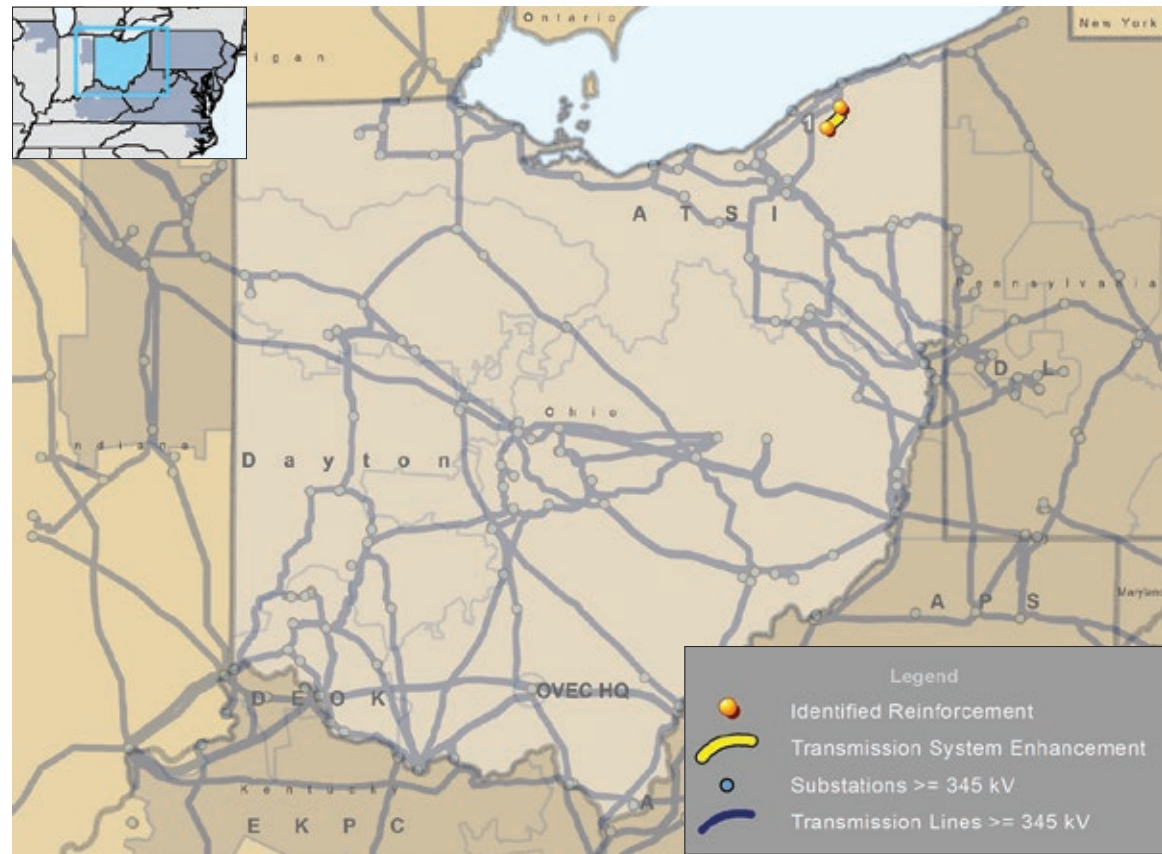 Ontario
New York
igan
1
A T S I
Pennsylvania
D L
Ohio
Indiana
Dayton
Maryland
A P S
D E O K
OVEC HQ
Kentucky
A
E K P C
Legend
Identified Reinforcement
Transmission System Enhancement
Substations >= 345 kV
Transmission Lines >= 345 kV